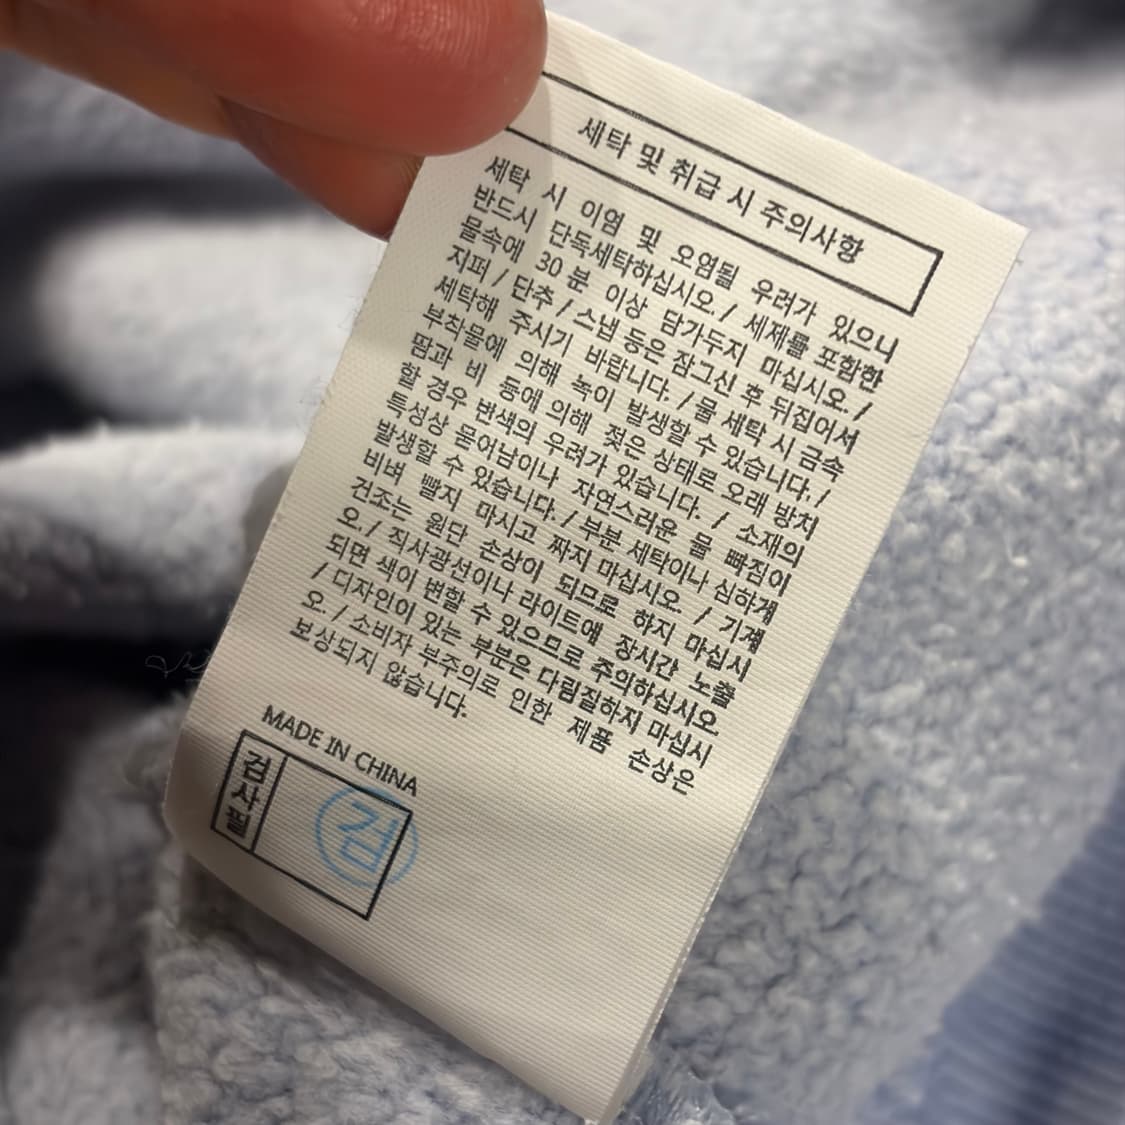 세탁 및 취급 시 주의사항
세탁 시 이염 및 오염될 우려가 있으니
반드시 단독세탁하십시오. / 세제를 포함한
물속에 30 분 이상 담가두지 마십시오. /
지퍼 / 단추 / 스냅 등은 잠그신 후 뒤집어서
세탁해 주시기 바랍니다. / 물 세탁 시 금속
부착물에 의해 녹이 발생할 수 있습니다. /
땀과 비 등에 의해 젖은 상태로 오래 방치
할 경우 변색의 우려가 있습니다. / 소재의
특성상 묻어남이나 자연스러운 물 빠짐이
발생할 수 있습니다. / 부분 세탁이나 심하게
비벼 빨지 마시고 짜지 마십시오. / 기계
건조는 원단 손상이 되므로 하지 마십시
오. / 직사광선이나 라이트에 장시간 노출
되면 색이 변할 수 있으므로 주의하십시오.
/ 디자인이 있는 부분은 다림질하지 마십시
오. / 소비자 부주의로 인한 제품 손상은
보상되지 않습니다.
MADE IN CHINA
검사필
검